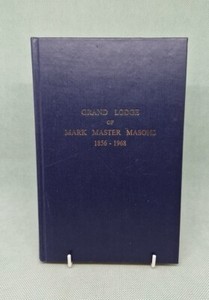 GRAND LODGE
OF
MARK MASTER MASONS
1856 - 1968